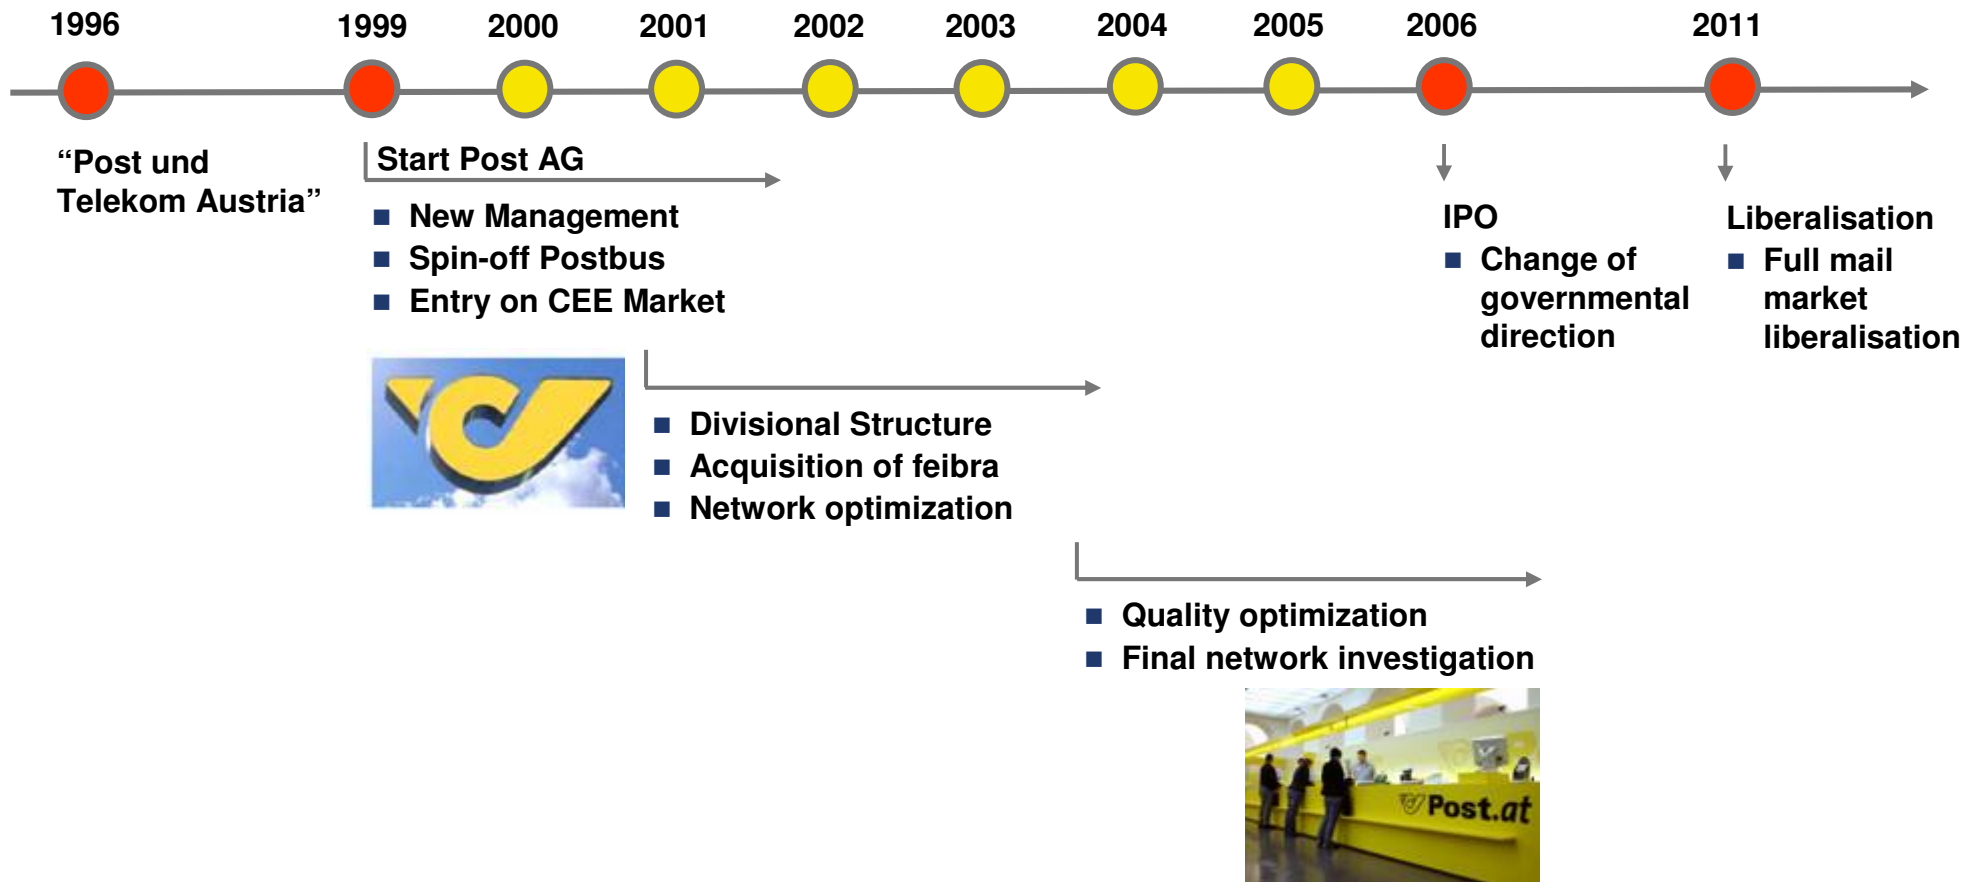 1996 1999 2000 2001 2002 2003 2004 2005 2006 2011
“Post und
Telekom Austria”
Start Post AG
New Management
Spin-off Postbus
Entry on CEE Market
Divisional Structure
Acquisition of feibra
Network optimization
Quality optimization
Final network investigation
IPO
Change of
governmental
direction
Liberalisation
Full mail
market
liberalisation
Post.at